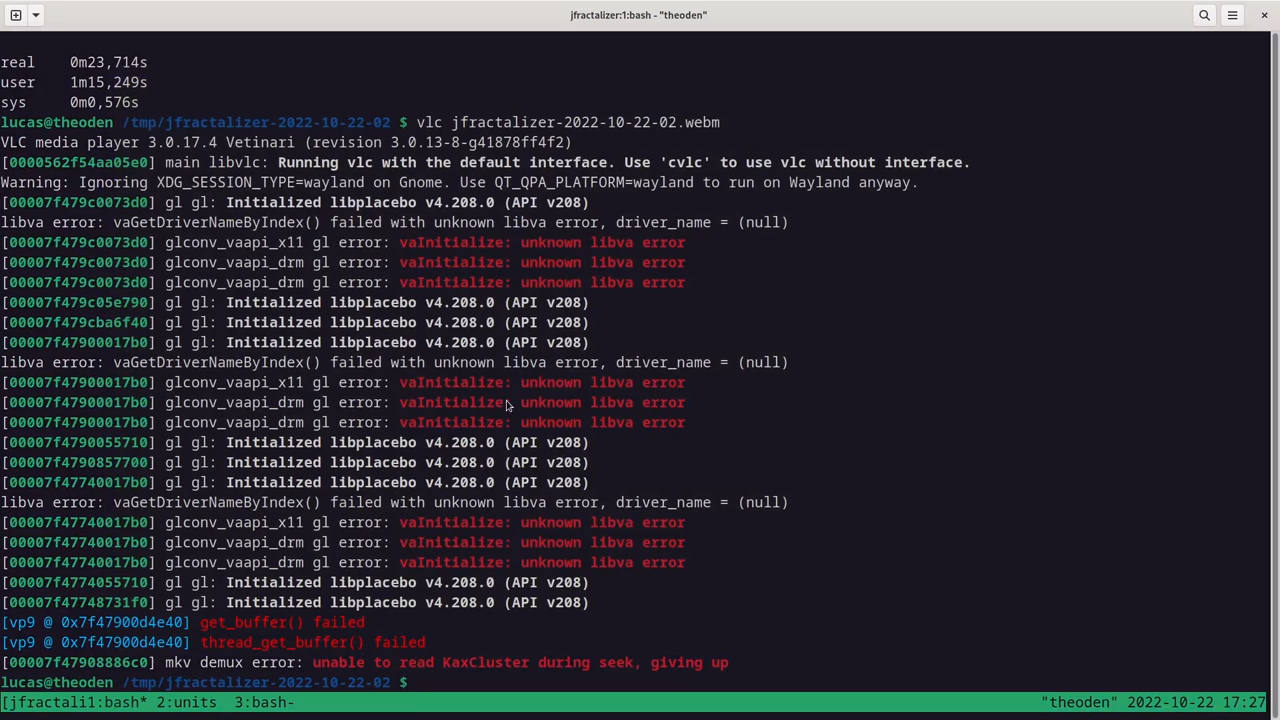 jfractalizer:1:bash - "theoden"
real    0m23,714s
user    1m15,249s
sys     0m0,576s
lucas@theoden /tmp/jfractalizer-2022-10-22-02 $ vlc jfractalizer-2022-10-22-02.webm
VLC media player 3.0.17.4 Vetinari (revision 3.0.13-8-g41878ff4f2)
[0000562f54aa05e0] main libvlc: Running vlc with the default interface. Use 'cvlc' to use vlc without interface.
Warning: Ignoring XDG_SESSION_TYPE=wayland on Gnome. Use QT_QPA_PLATFORM=wayland to run on Wayland anyway.
[00007f479c0073d0] gl gl: Initialized libplacebo v4.208.0 (API v208)
libva error: vaGetDriverNameByIndex() failed with unknown libva error, driver_name = (null)
[00007f479c0073d0] glconv_vaapi_x11 gl error: vaInitialize: unknown libva error
[00007f479c0073d0] glconv_vaapi_drm gl error: vaInitialize: unknown libva error
[00007f479c0073d0] glconv_vaapi_drm gl error: vaInitialize: unknown libva error
[00007f479c05e790] gl gl: Initialized libplacebo v4.208.0 (API v208)
[00007f479cba6f40] gl gl: Initialized libplacebo v4.208.0 (API v208)
[00007f47900017b0] gl gl: Initialized libplacebo v4.208.0 (API v208)
libva error: vaGetDriverNameByIndex() failed with unknown libva error, driver_name = (null)
[00007f47900017b0] glconv_vaapi_x11 gl error: vaInitialize: unknown libva error
[00007f47900017b0] glconv_vaapi_drm gl error: vaInitialize: unknown libva error
[00007f47900017b0] glconv_vaapi_drm gl error: vaInitialize: unknown libva error
[00007f4790055710] gl gl: Initialized libplacebo v4.208.0 (API v208)
[00007f4790857700] gl gl: Initialized libplacebo v4.208.0 (API v208)
[00007f47740017b0] gl gl: Initialized libplacebo v4.208.0 (API v208)
libva error: vaGetDriverNameByIndex() failed with unknown libva error, driver_name = (null)
[00007f47740017b0] glconv_vaapi_x11 gl error: vaInitialize: unknown libva error
[00007f47740017b0] glconv_vaapi_drm gl error: vaInitialize: unknown libva error
[00007f47740017b0] glconv_vaapi_drm gl error: vaInitialize: unknown libva error
[00007f4774055710] gl gl: Initialized libplacebo v4.208.0 (API v208)
[00007f47748731f0] gl gl: Initialized libplacebo v4.208.0 (API v208)
[vp9 @ 0x7f47900d4e40] get_buffer() failed
[vp9 @ 0x7f47900d4e40] thread_get_buffer() failed
[00007f47908886c0] mkv demux error: unable to read KaxCluster during seek, giving up
lucas@theoden /tmp/jfractalizer-2022-10-22-02 $
[jfractali1:bash* 2:units  3:bash-    "theoden" 2022-10-22 17:27